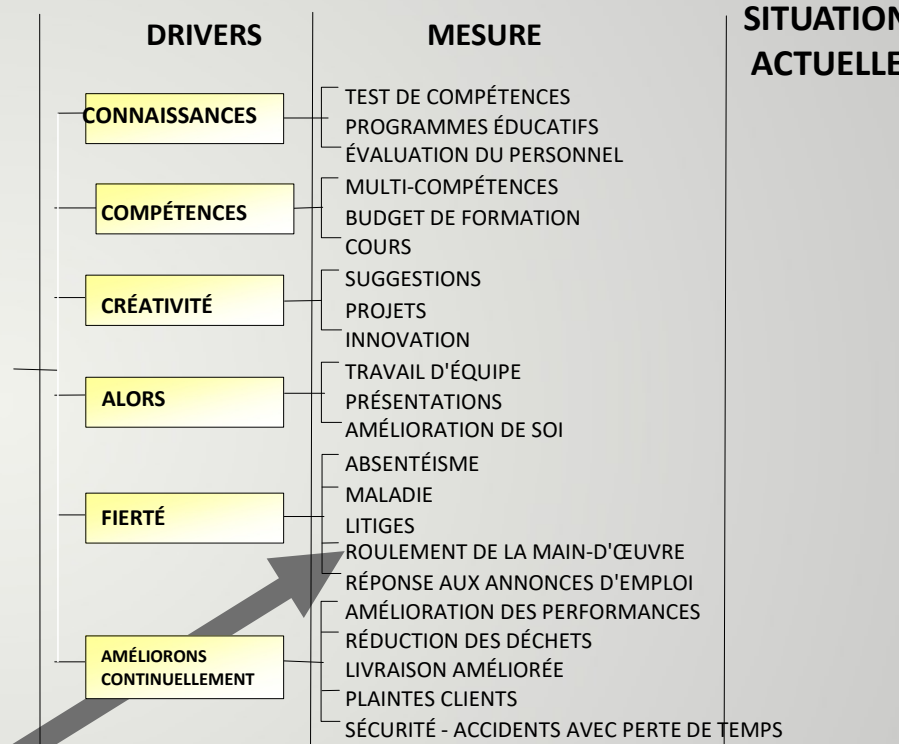 DRIVERS
MESURE
SITUATION
ACTUELLE
CONNAISSANCES
TEST DE COMPÉTENCES
PROGRAMMES ÉDUCATIFS
ÉVALUATION DU PERSONNEL
COMPÉTENCES
MULTI-COMPÉTENCES
BUDGET DE FORMATION
COURS
CRÉATIVITÉ
SUGGESTIONS
PROJETS
INNOVATION
ALORS
TRAVAIL D'ÉQUIPE
PRÉSENTATIONS
AMÉLIORATION DE SOI
FIERTÉ
ABSENTÉISME
MALADIE
LITIGES
ROULEMENT DE LA MAIN-D'ŒUVRE
RÉPONSE AUX ANNONCES D'EMPLOI
AMÉLIORONS
CONTINUELLEMENT
AMÉLIORATION DES PERFORMANCES
RÉDUCTION DES DÉCHETS
LIVRAISON AMÉLIORÉE
PLAINTES CLIENTS
SÉCURITÉ - ACCIDENTS AVEC PERTE DE TEMPS